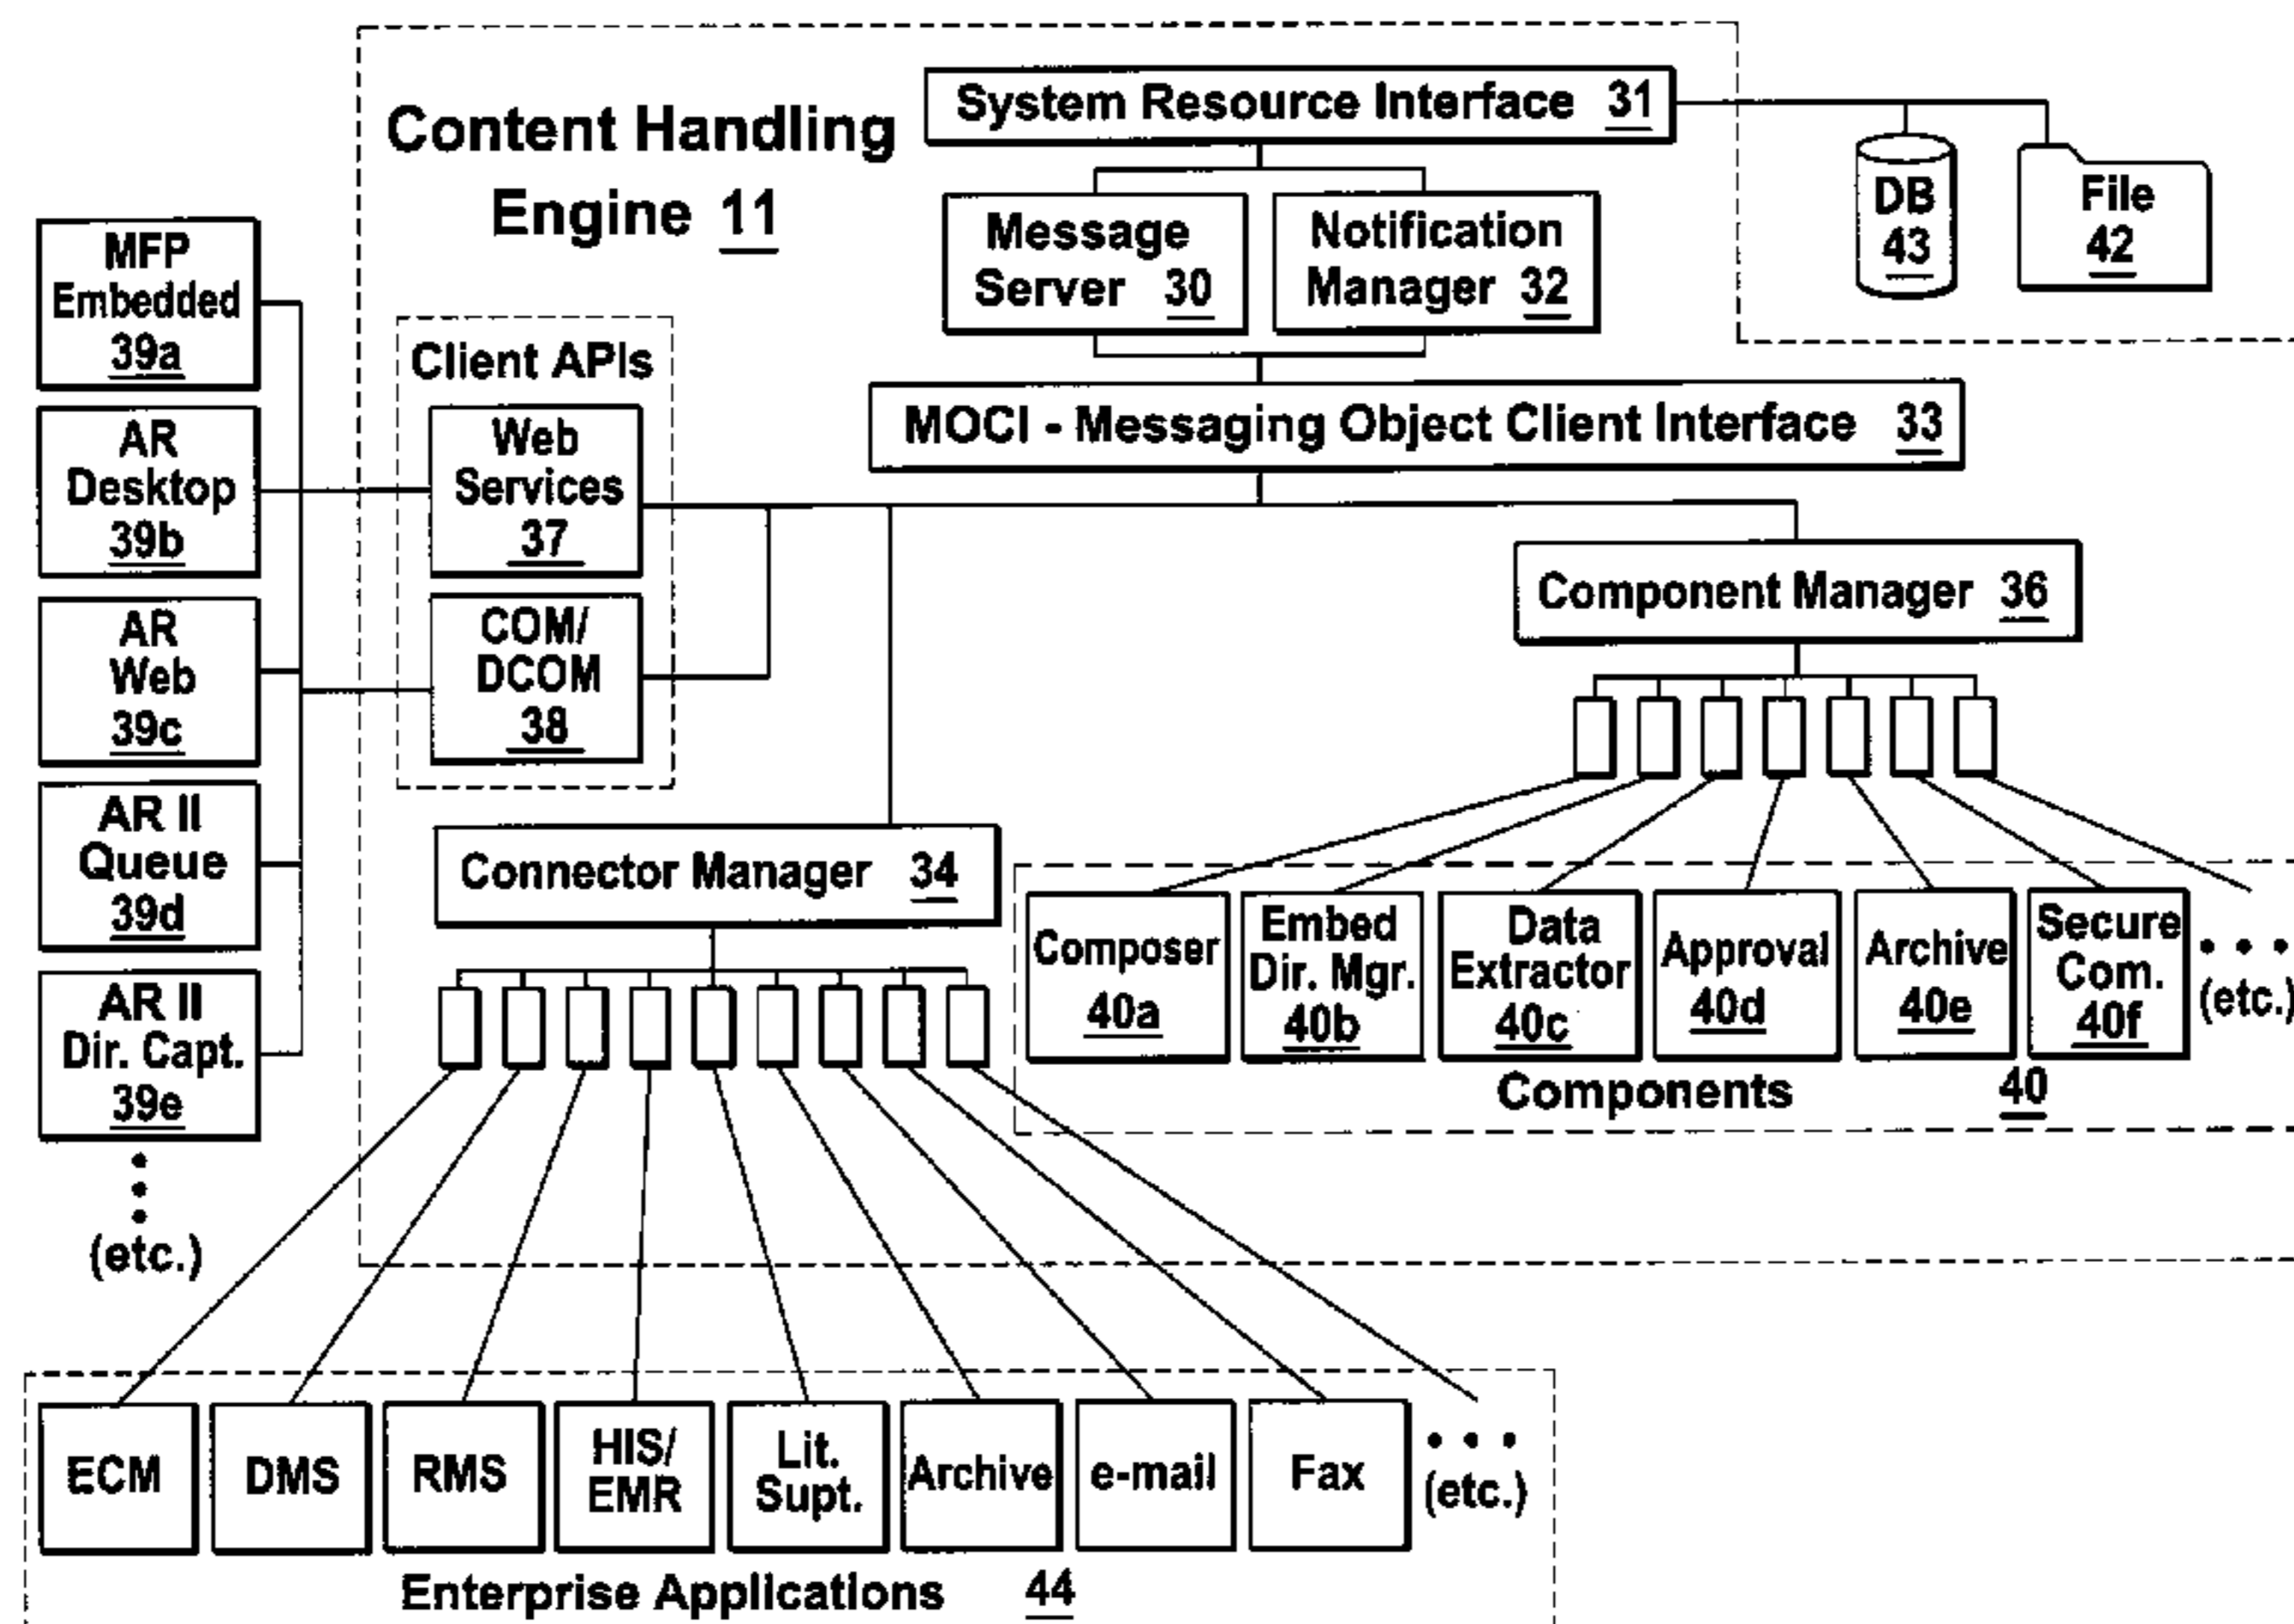 System Resource Interface 31
Content Handling
Engine 11
DB
43
File
42
Message
Server 30
Notification
Manager 32
MFP
Embedded
39a
Client APIs
MOCI - Messaging Object Client Interface 33
AR
Desktop
39b
Web
Services
37
Component Manager 36
AR
Web
39c
COM/
DCOM
38
AR II
Queue
39d
Connector Manager 34
Composer
40a
Embed
Dir. Mgr.
40b
Data
Extractor
40c
Approval
40d
Archive
40e
Secure
Com.
40f
• • •
(etc.)
Components 40
AR II
Dir. Capt.
39e
•
•
•
(etc.)
ECM
DMS
RMS
HIS/
EMR
Lit.
Supt.
Archive
e-mail
Fax
• • •
(etc.)
Enterprise Applications 44